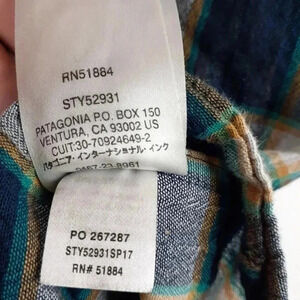 RN51884
STY52931
PATAGONIA P.O. BOX 150
VENTURA, CA 93002 US
CUIT:30-70924649-2
パタゴニア・インターナショナル・インク
PO 267287
STY52931SP17
RN# 51884